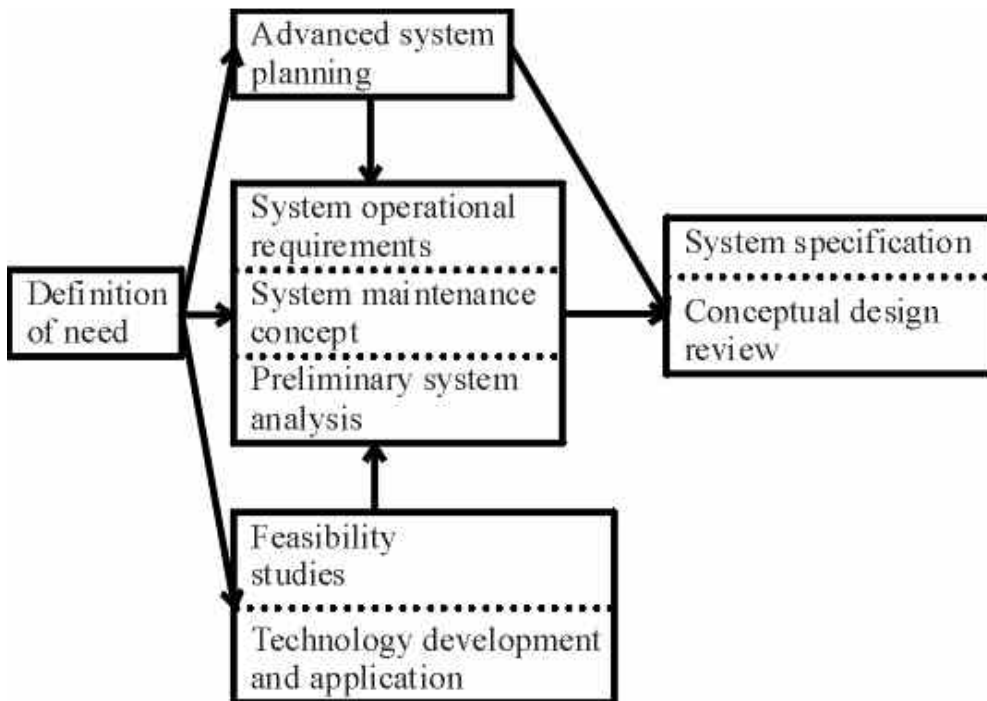 Advanced system
planning
System operational
requirements
System maintenance
concept
Preliminary system
analysis
Definition
of need
System specification
Conceptual design
review
Feasibility
studies
Technology development
and application